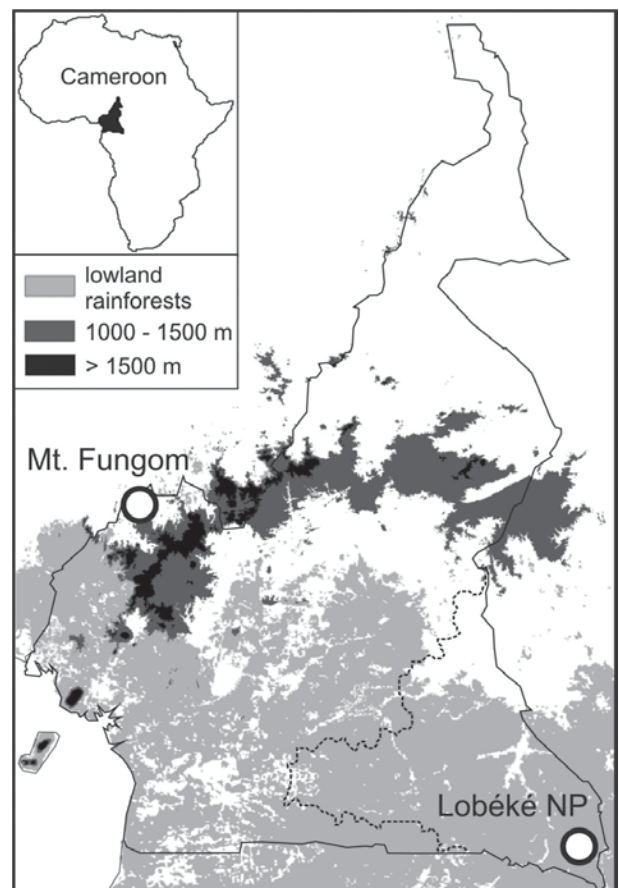 Cameroon
lowland
rainforests
1000 - 1500 m
> 1500 m
Mt. Fungom
Lobéké NP